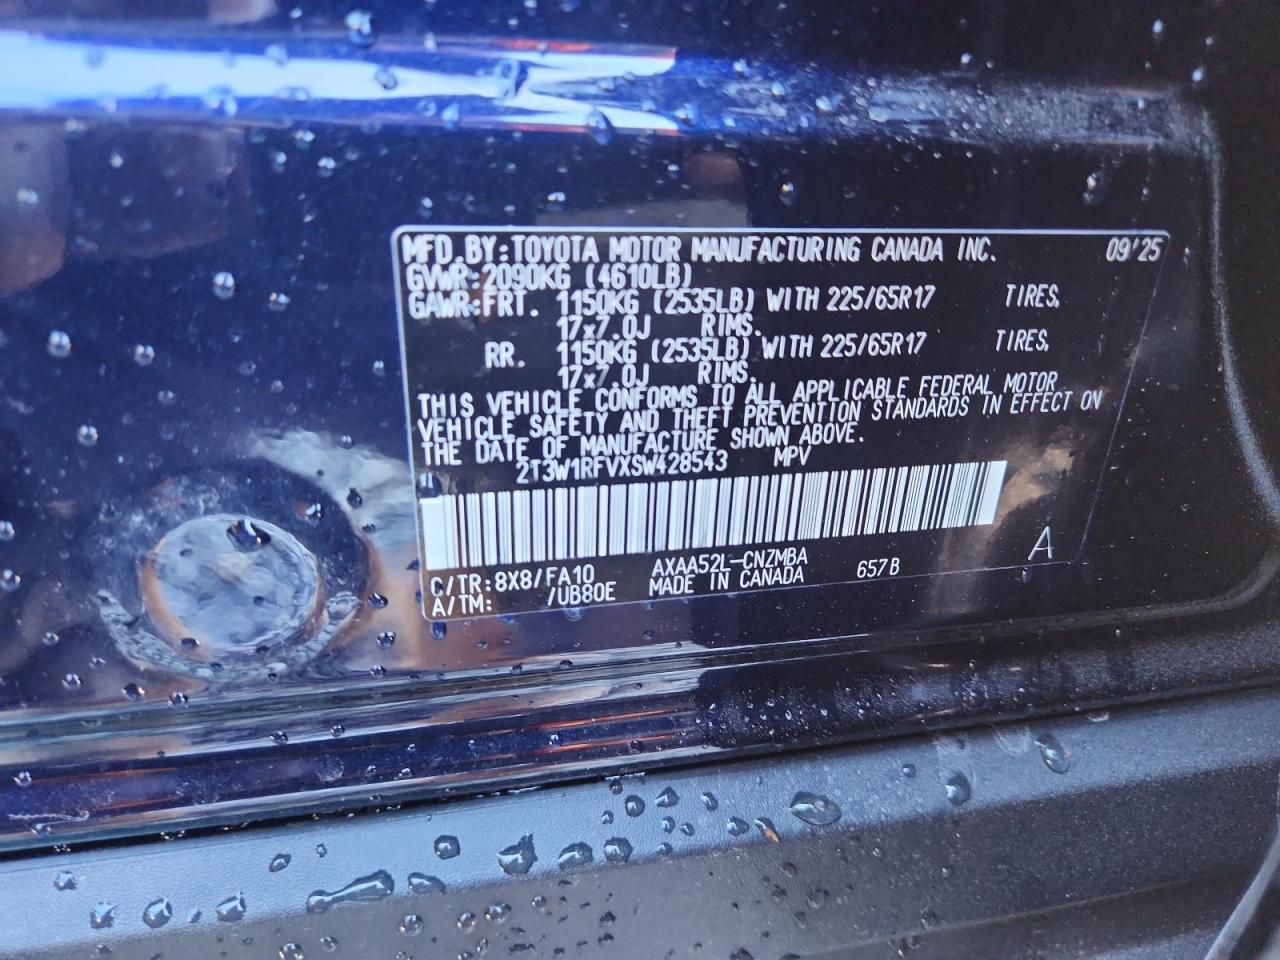 MFD.BY:TOYOTA MOTOR MANUFACTURING CANADA INC. 09'25
GVWR:2090KG (4610LB)
GAWR:FRT. 1150KG (2535LB) WITH 225/65R17 TIRES,
17x7.0J RIMS.
RR. 1150KG (2535LB) WITH 225/65R17 TIRES,
17x7.0J RIMS.
THIS VEHICLE CONFORMS TO ALL APPLICABLE FEDERAL MOTOR
VEHICLE SAFETY AND THEFT PREVENTION STANDARDS IN EFFECT ON
THE DATE OF MANUFACTURE SHOWN ABOVE.
2T3W1RFVXSW428543 MPV
C/TR:8X8/FA10 AXAA52L-CNZMBA 657B A
A/TM: /UB80E MADE IN CANADA